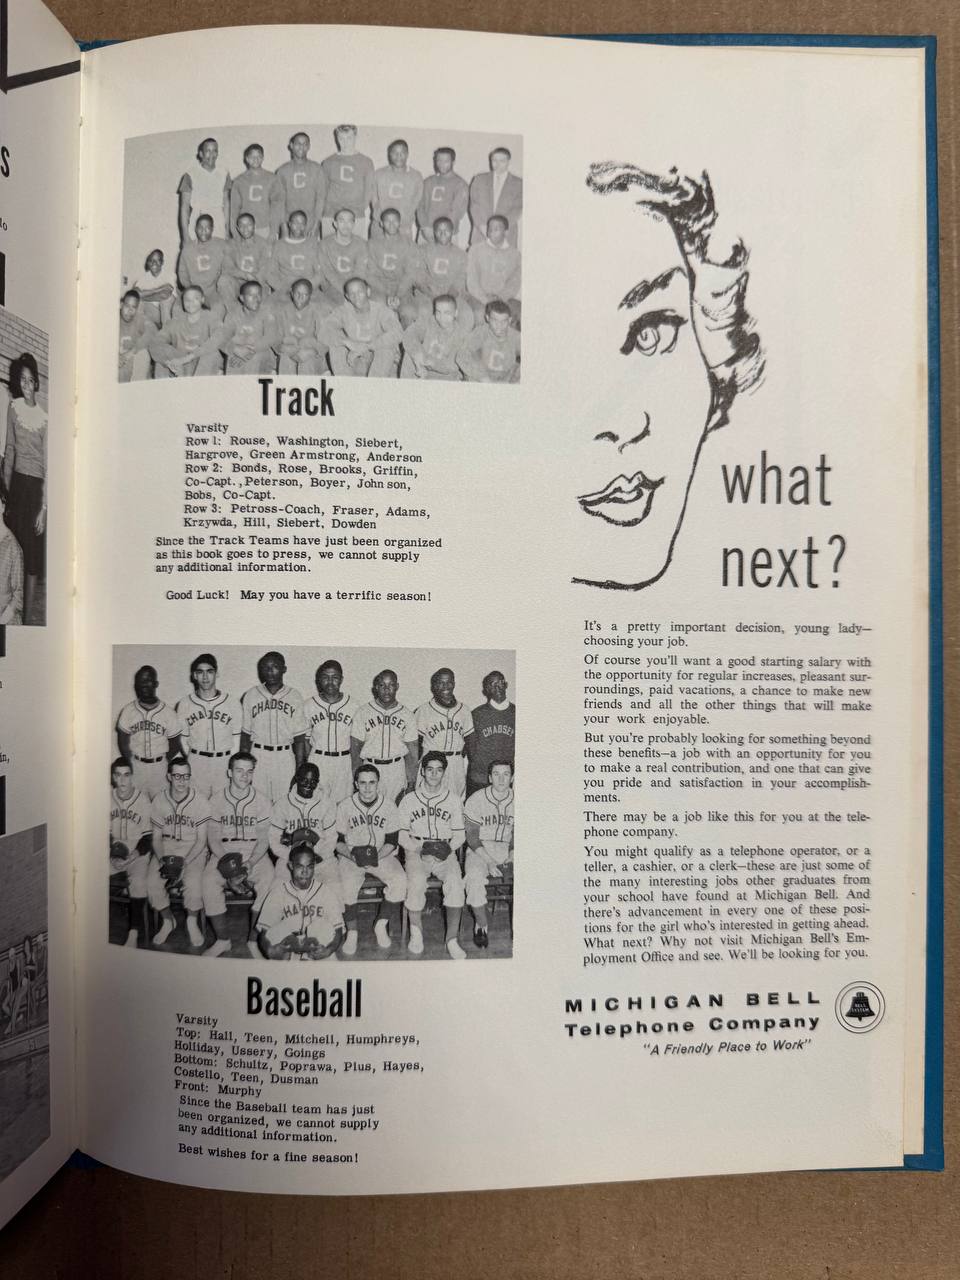 Track
Varsity
Row 1: Rouse, Washington, Siebert,
Hargrove, Green Armstrong, Anderson
Row 2: Bonds, Rose, Brooks, Griffin,
Co-Capt., Peterson, Boyer, Johnson,
Bobs, Co-Capt.
Row 3: Petross-Coach, Fraser, Adams,
Krzywda, Hill, Siebert, Dowden
Since the Track Teams have just been organized
as this book goes to press, we cannot supply
any additional information.
Good Luck! May you have a terrific season!
CHADSEY
CHADSEY
CHADSEY
CHADSEY
CHADSEY
CHADSEY
CHADSEY
Baseball
Varsity
Top: Hall, Teen, Mitchell, Humphreys,
Holliday, Ussery, Goings
Bottom: Schultz, Poprawa, Pius, Hayes,
Costello, Teen, Dusman
Front: Murphy
Since the Baseball team has just
been organized, we cannot supply
any additional information.
Best wishes for a fine season!
what
next?
It's a pretty important decision, young lady—
choosing your job.
Of course you'll want a good starting salary with
the opportunity for regular increases, pleasant sur-
roundings, paid vacations, a chance to make new
friends and all the other things that will make
your work enjoyable.
But you're probably looking for something beyond
these benefits—a job with an opportunity for you
to make a real contribution, and one that can give
you pride and satisfaction in your accomplish-
ments.
There may be a job like this for you at the tele-
phone company.
You might qualify as a telephone operator, or a
teller, a cashier, or a clerk—these are just some of
the many interesting jobs other graduates from
your school have found at Michigan Bell. And
there's advancement in every one of these posi-
tions for the girl who's interested in getting ahead.
What next? Why not visit Michigan Bell's Em-
ployment Office and see. We'll be looking for you.
MICHIGAN BELL
Telephone Company
"A Friendly Place to Work"
BELL
SYSTEM